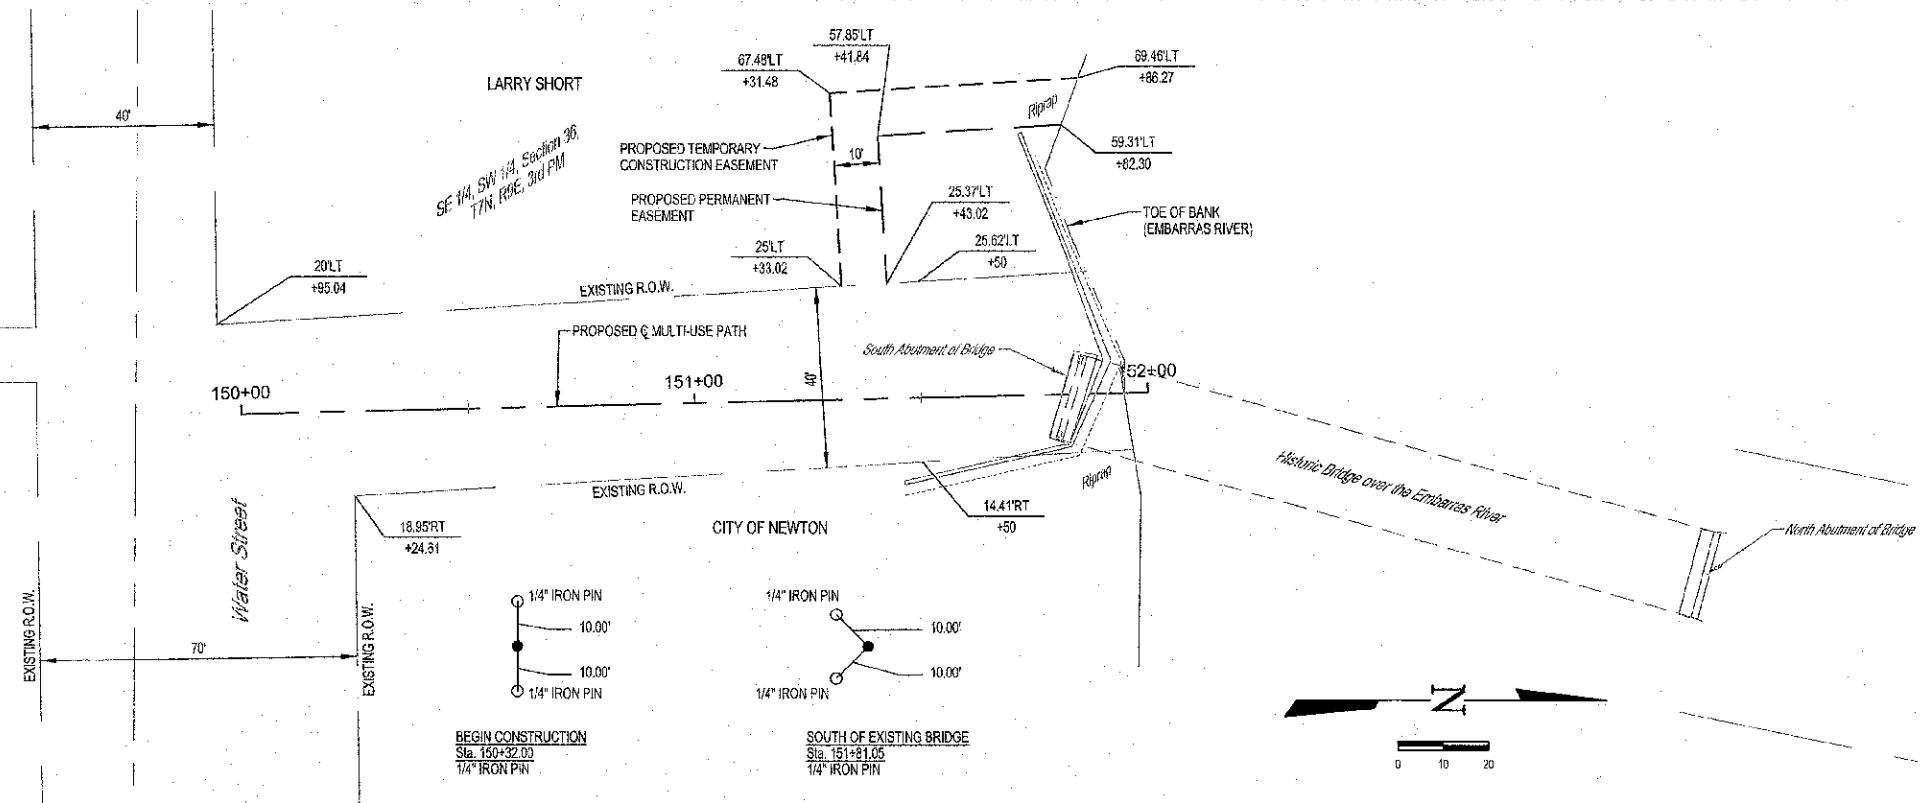 57.85'LT
+41.84
67.48'LT
+31.48
69.46'LT
+86.27
LARRY SHORT
40'
Riprap
SE 1/4, SW 1/4, Section 36,
T7N, R9E, 3rd PM
PROPOSED TEMPORARY
CONSTRUCTION EASEMENT
10'
59.31'LT
+82.30
PROPOSED PERMANENT
EASEMENT
25.37'LT
+43.02
TOE OF BANK
(EMBARRAS RIVER)
25'LT
+33.02
25.62'LT
+50
20'LT
+95.04
EXISTING R.O.W.
PROPOSED ℄ MULTI-USE PATH
South Abutment of Bridge
150+00
151+00
40'
52+00
Historic Bridge over the Embarras River
EXISTING R.O.W.
Riprap
18.95'RT
+24.61
CITY OF NEWTON
14.41'RT
+50
North Abutment of Bridge
Water Street
EXISTING R.O.W.
70'
EXISTING R.O.W.
1/4" IRON PIN
10.00'
10.00'
1/4" IRON PIN
1/4" IRON PIN
10.00'
10.00'
1/4" IRON PIN
BEGIN CONSTRUCTION
Sta. 150+32.00
1/4" IRON PIN
SOUTH OF EXISTING BRIDGE
Sta. 151+81.05
1/4" IRON PIN
N
0 10 20